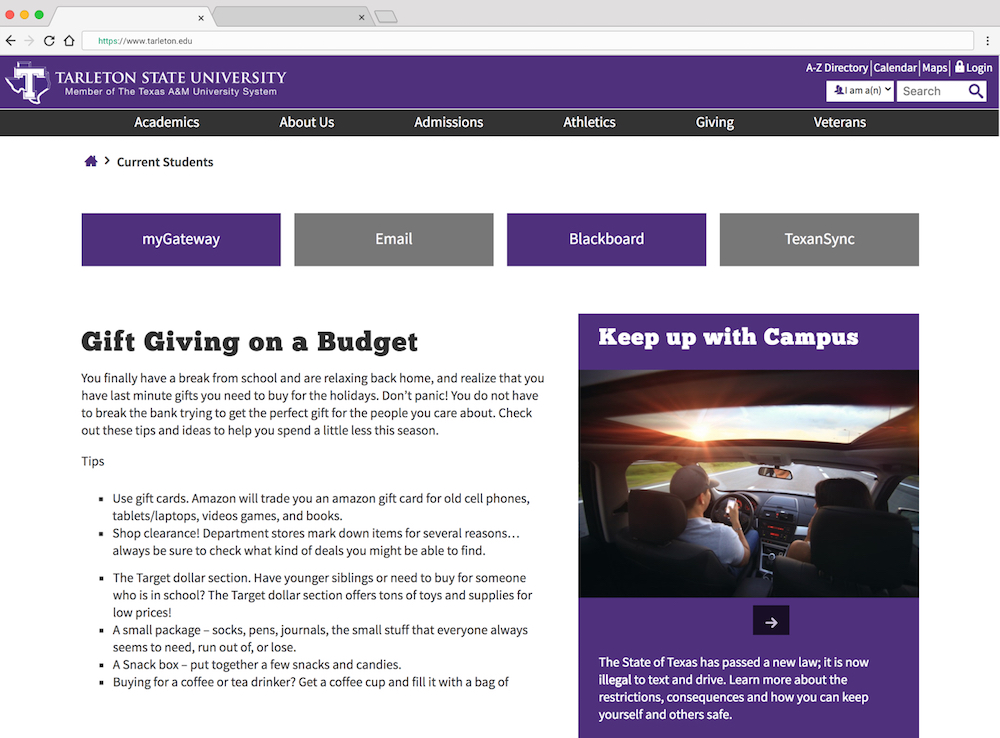 https://www.tarleton.edu
TARLETON STATE UNIVERSITY
Member of The Texas A&M University System
A-Z Directory Calendar Maps Login
I am a(n) Search
Academics About Us Admissions Athletics Giving Veterans
Current Students
myGateway Email Blackboard TexanSync
Gift Giving on a Budget
You finally have a break from school and are relaxing back home, and realize that you
have last minute gifts you need to buy for the holidays. Don’t panic! You do not have
to break the bank trying to get the perfect gift for the people you care about. Check
out these tips and ideas to help you spend a little less this season.
Tips
Use gift cards. Amazon will trade you an amazon gift card for old cell phones,
tablets/laptops, videos games, and books.
Shop clearance! Department stores mark down items for several reasons…
always be sure to check what kind of deals you might be able to find.
The Target dollar section. Have younger siblings or need to buy for someone
who is in school? The Target dollar section offers tons of toys and supplies for
low prices!
A small package – socks, pens, journals, the small stuff that everyone always
seems to need, run out of, or lose.
A Snack box – put together a few snacks and candies.
Buying for a coffee or tea drinker? Get a coffee cup and fill it with a bag of
Keep up with Campus
The State of Texas has passed a new law; it is now
illegal to text and drive. Learn more about the
restrictions, consequences and how you can keep
yourself and others safe.